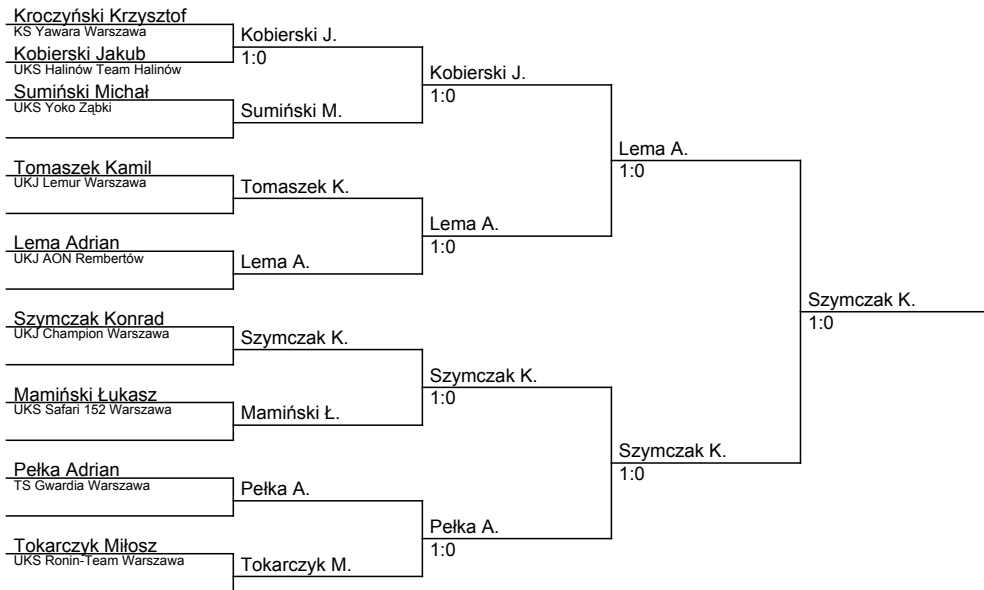 Kroczyński Krzysztof
KS Yawara Warszawa
Kobierski J.
1:0
Kobierski Jakub
UKS Halinów Team Halinów
Kobierski J.
1:0
Sumiński Michał
UKS Yoko Ząbki
Sumiński M.
Lema A.
1:0
Tomaszek Kamil
UKJ Lemur Warszawa
Tomaszek K.
Lema A.
1:0
Lema Adrian
UKJ AON Rembertów
Lema A.
Szymczak K.
1:0
Szymczak Konrad
UKJ Champion Warszawa
Szymczak K.
Szymczak K.
1:0
Mamiński Łukasz
UKS Safari 152 Warszawa
Mamiński Ł.
Szymczak K.
1:0
Pełka Adrian
TS Gwardia Warszawa
Pełka A.
Pełka A.
1:0
Tokarczyk Miłosz
UKS Ronin-Team Warszawa
Tokarczyk M.